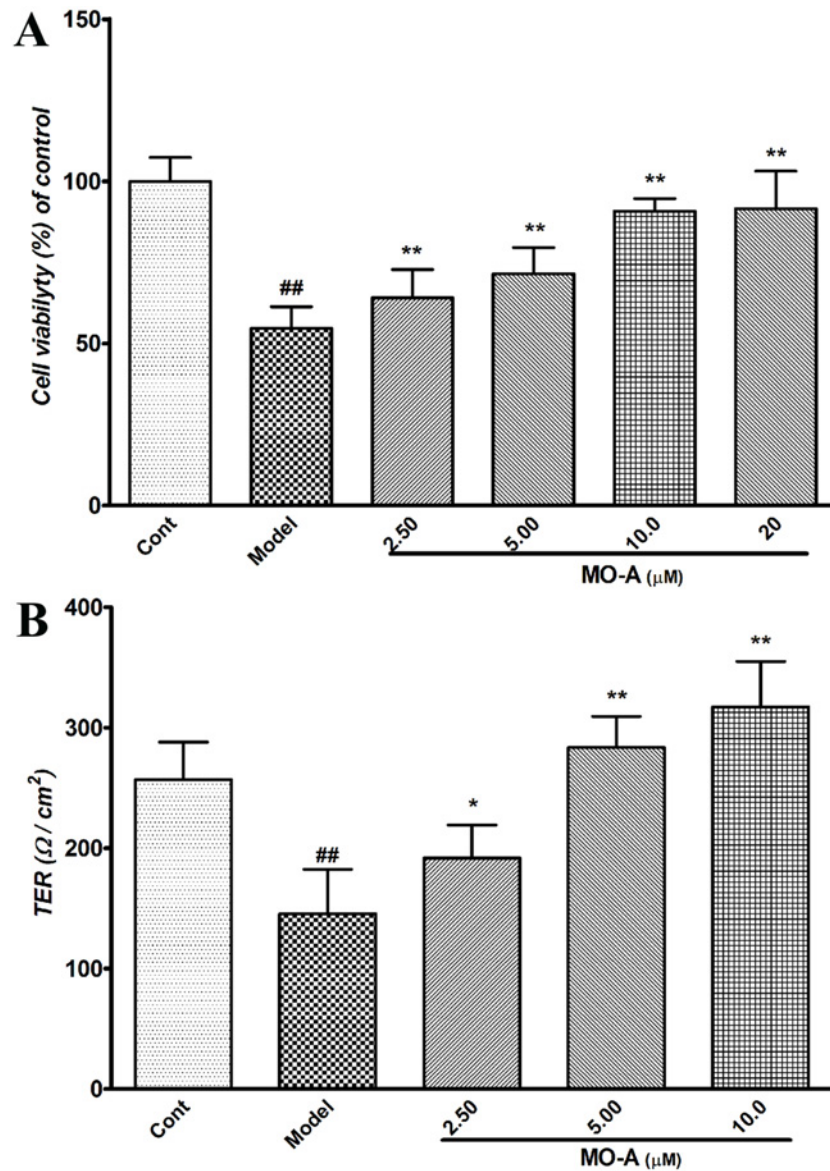 A
Cell viabilyty (%) of control
150
100
50
0
##
**
**
**
**
Cont
Model
2.50
5.00
10.0
20
MO-A (μM)
B
TER (Ω / cm²)
400
300
200
100
0
##
*
**
**
Cont
Model
2.50
5.00
10.0
MO-A (μM)